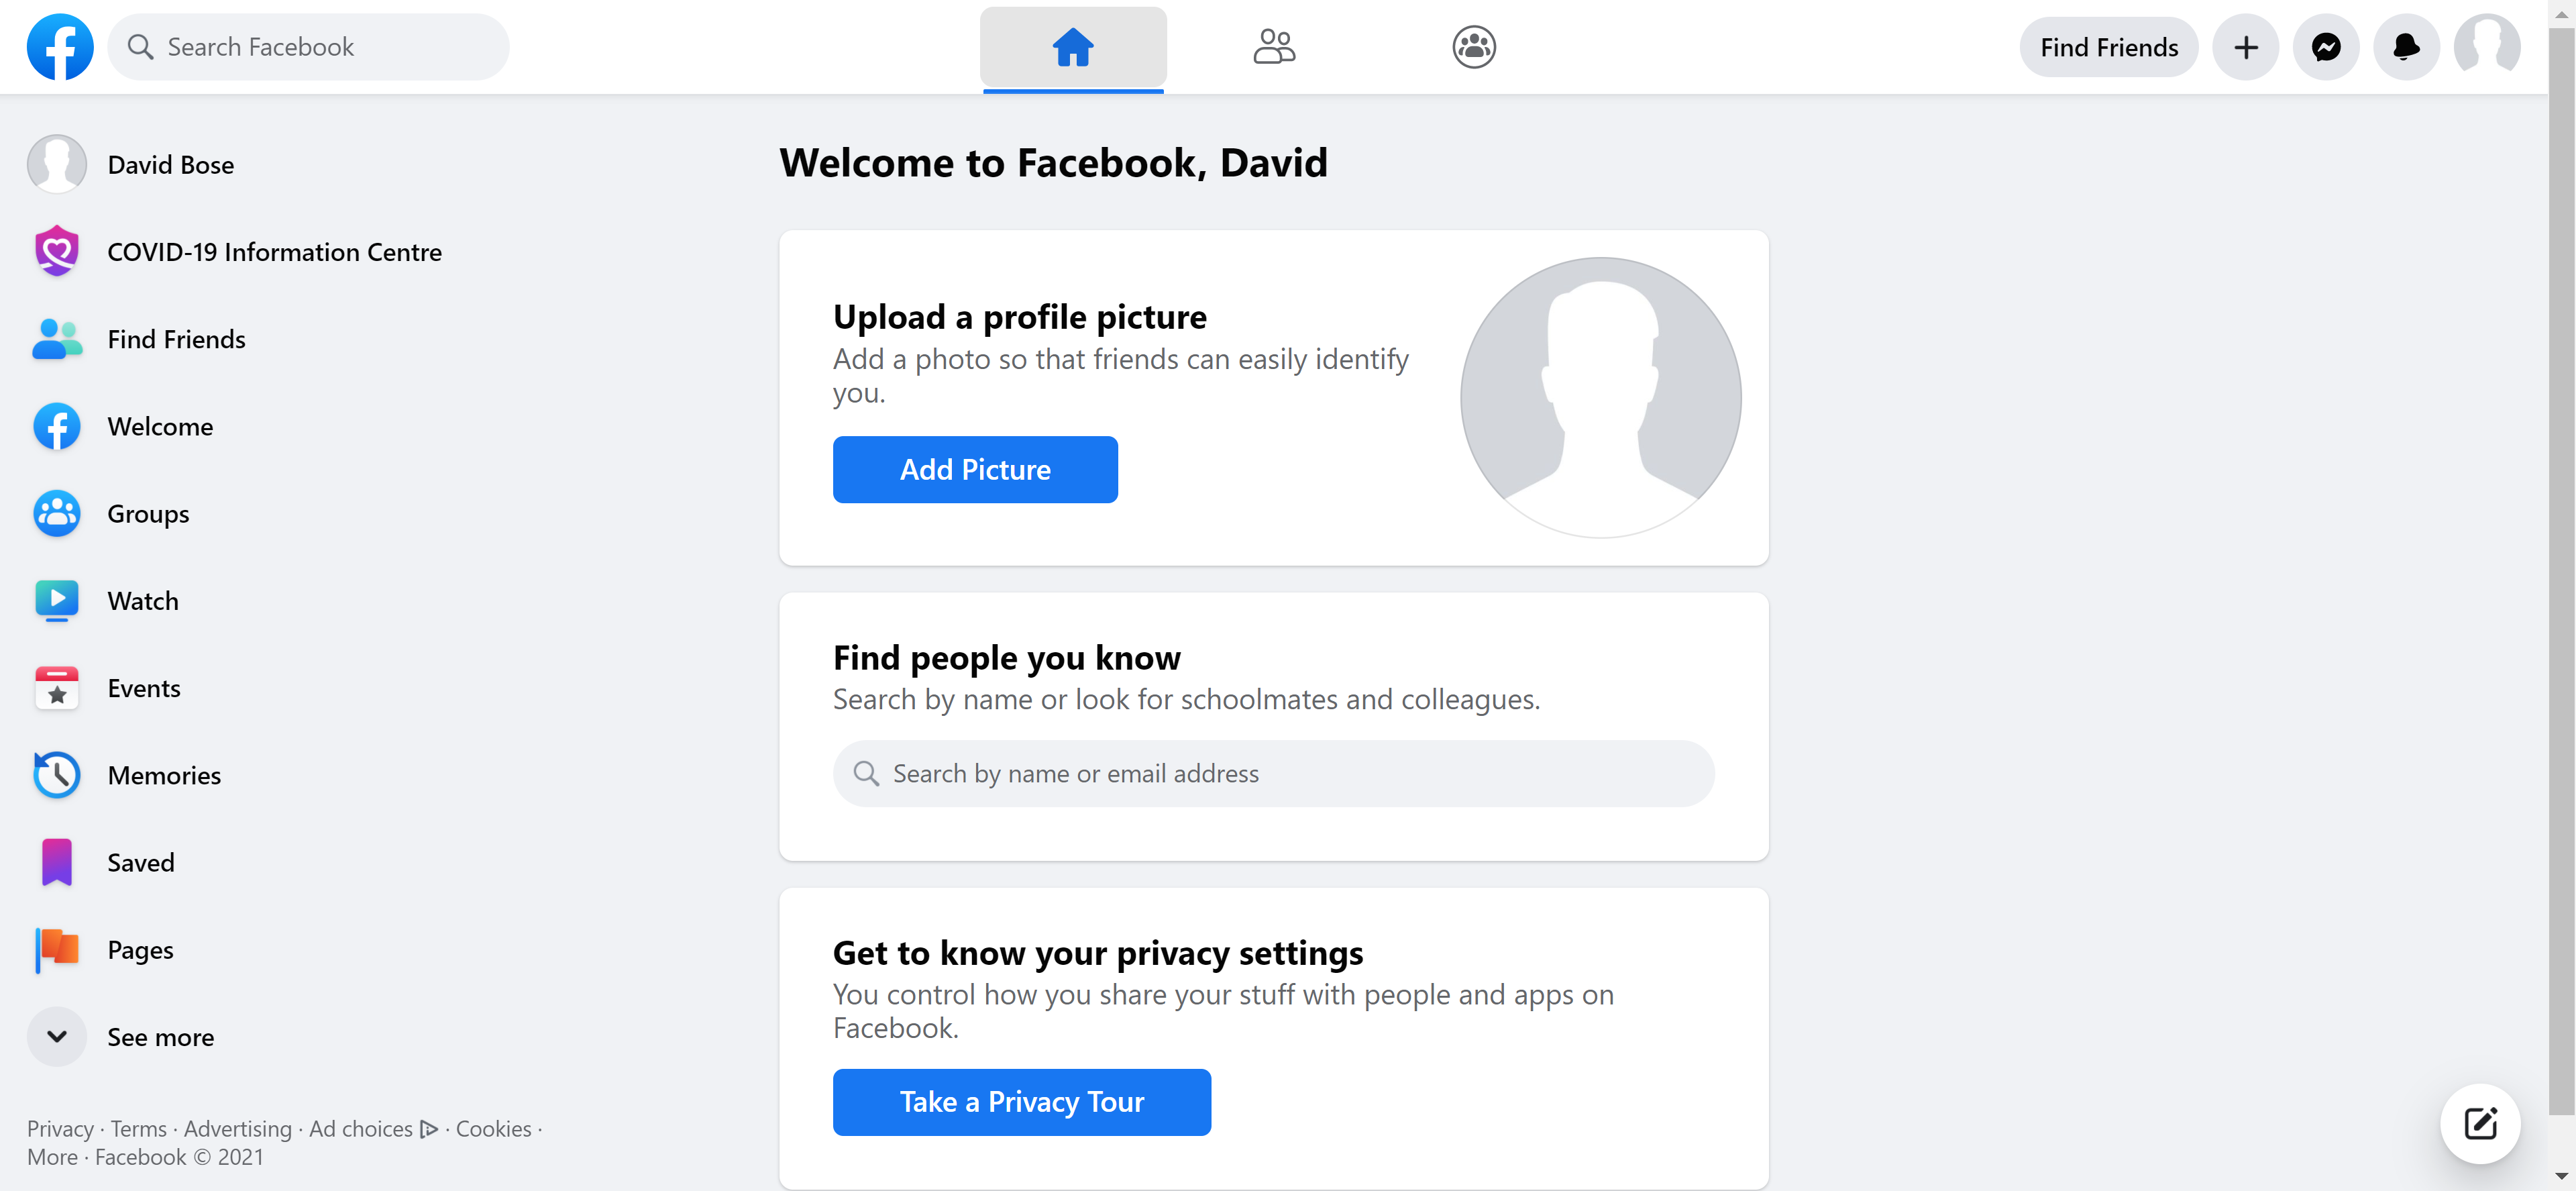 Search Facebook
Find Friends
David Bose
COVID-19 Information Centre
Find Friends
Welcome
Groups
Watch
Events
Memories
Saved
Pages
See more
Privacy · Terms · Advertising · Ad choices · Cookies ·
More · Facebook © 2021
Welcome to Facebook, David
Upload a profile picture
Add a photo so that friends can easily identify
you.
Add Picture
Find people you know
Search by name or look for schoolmates and colleagues.
Search by name or email address
Get to know your privacy settings
You control how you share your stuff with people and apps on
Facebook.
Take a Privacy Tour